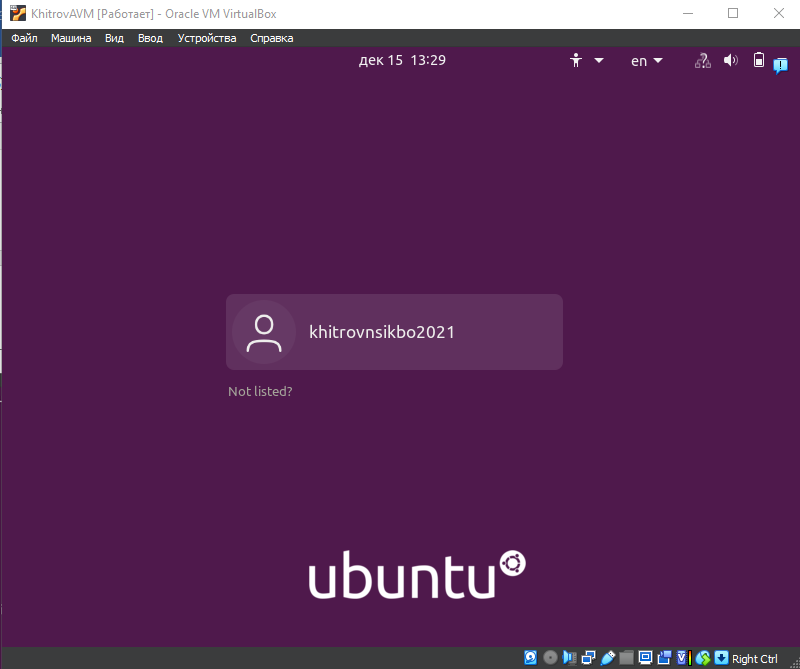 KhitrovAVM [Работает] - Oracle VM VirtualBox
Файл Машина Вид Ввод Устройства Справка
дек 15 13:29
en
khitrovnsikbo2021
Not listed?
ubuntu
Right Ctrl